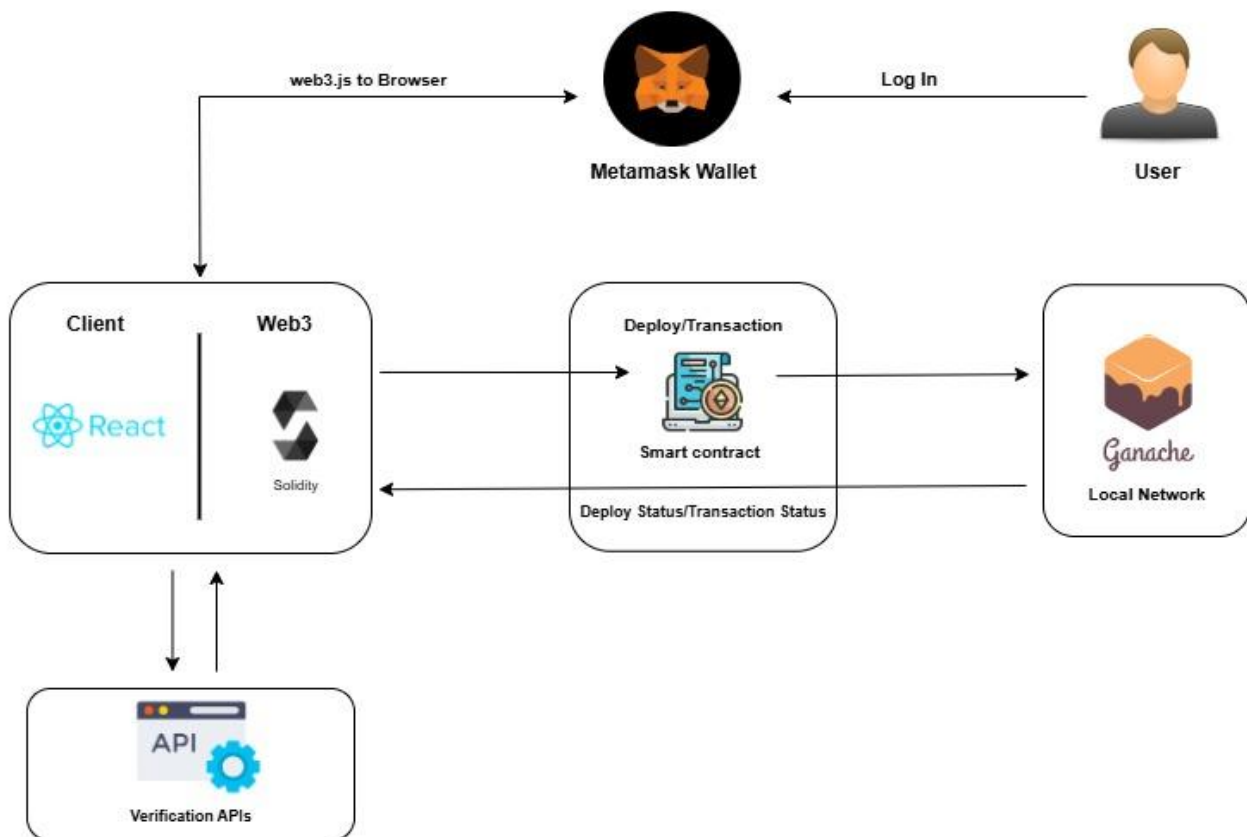 web3.js to Browser
Log In
Metamask Wallet
User
Client
Web3
React
Solidity
Deploy/Transaction
Smart contract
Deploy Status/Transaction Status
Ganache
Local Network
API
Verification APIs